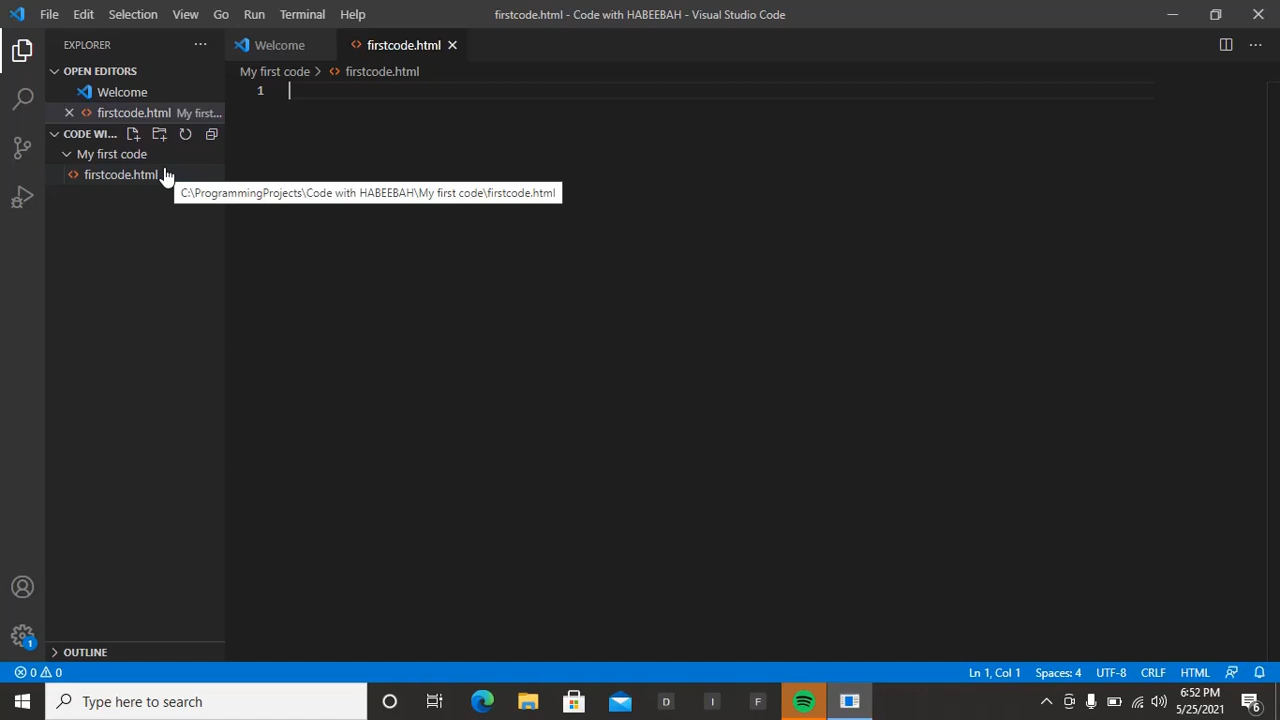 File Edit Selection View Go Run Terminal Help firstcode.html - Code with HABEEBAH - Visual Studio Code
EXPLORER
Welcome firstcode.html
OPEN EDITORS
Welcome
firstcode.html My first...
CODE WI...
My first code
firstcode.html
My first code > firstcode.html
1
C:\ProgrammingProjects\Code with HABEEBAH\My first code\firstcode.html
1
OUTLINE
0 0 Ln 1, Col 1 Spaces: 4 UTF-8 CRLF HTML
Type here to search
D I F
6:52 PM
5/25/2021
6